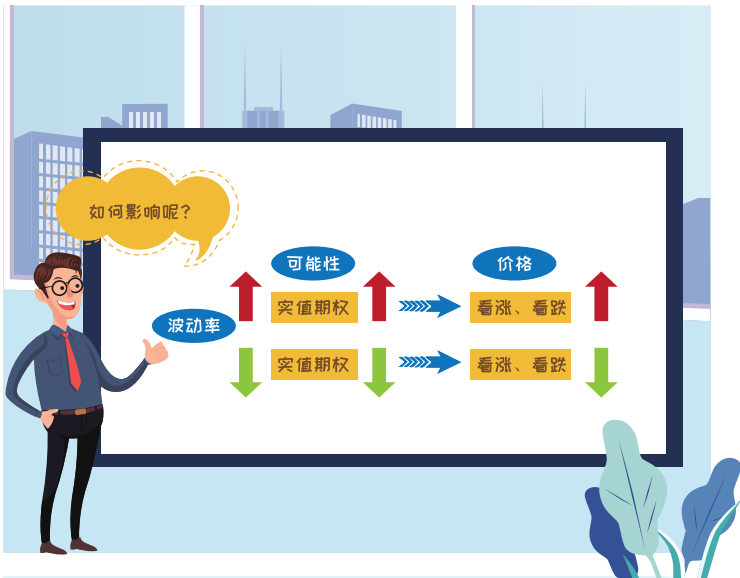 如何影响呢?
可能性
价格
实值期权
看涨、看跌
波动率
实值期权
看涨、看跌